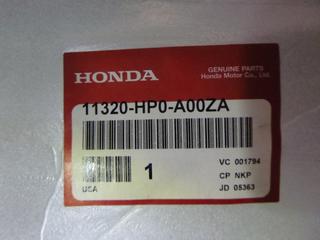 GENUINE PARTS
HONDA Honda Motor Co., Ltd.
11320-HP0-A00ZA
1
VC 001794
CP NKP
USA JD 05363